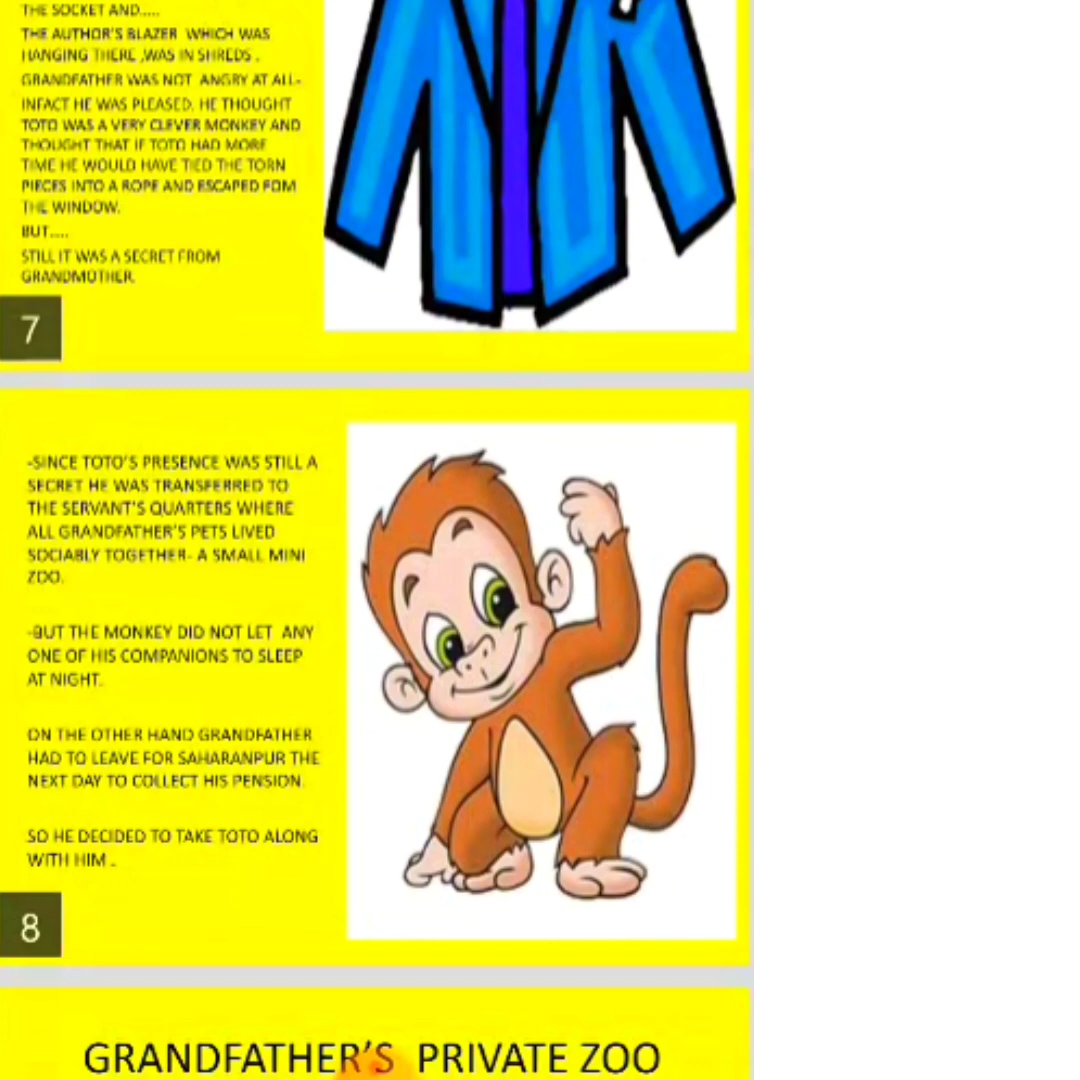 THE SOCKET AND.....
THE AUTHOR'S BLAZER WHICH WAS
HANGING THERE ,WAS IN SHREDS .
GRANDFATHER WAS NOT ANGRY AT ALL-
INFACT HE WAS PLEASED. HE THOUGHT
TOTO WAS A VERY CLEVER MONKEY AND
THOUGHT THAT IF TOTO HAD MORE
TIME HE WOULD HAVE TIED THE TORN
PIECES INTO A ROPE AND ESCAPED FOM
THE WINDOW.
BUT.....
STILL IT WAS A SECRET FROM
GRANDMOTHER.
7
-SINCE TOTO'S PRESENCE WAS STILL A
SECRET HE WAS TRANSFERRED TO
THE SERVANT'S QUARTERS WHERE
ALL GRANDFATHER'S PETS LIVED
SOCIABLY TOGETHER- A SMALL MINI
ZOO.
-BUT THE MONKEY DID NOT LET ANY
ONE OF HIS COMPANIONS TO SLEEP
AT NIGHT.
ON THE OTHER HAND GRANDFATHER
HAD TO LEAVE FOR SAHARANPUR THE
NEXT DAY TO COLLECT HIS PENSION.
SO HE DECIDED TO TAKE TOTO ALONG
WITH HIM .
8
GRANDFATHER'S PRIVATE ZOO